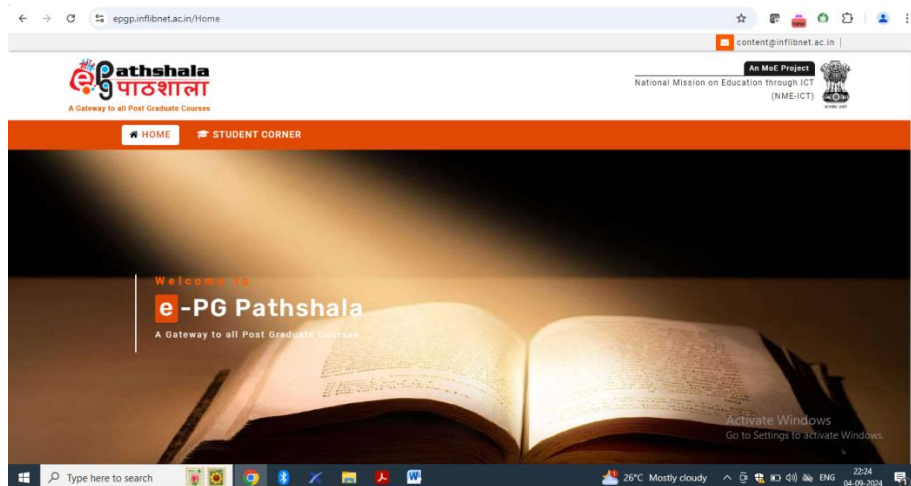 epgp.inflibnet.ac.in/Home
new
content@inflibnet.ac.in |
ePathshala
pgपाठशाला
A Gateway to all Post Graduate Courses
An MoE Project
National Mission on Education through ICT
(NME-ICT)
HOME
STUDENT CORNER
Welcome to
e-PG Pathshala
A Gateway to all Post Graduate Courses
Activate Windows
Go to Settings to activate Windows.
Type here to search
26°C Mostly cloudy
ENG
22:24
04-09-2024